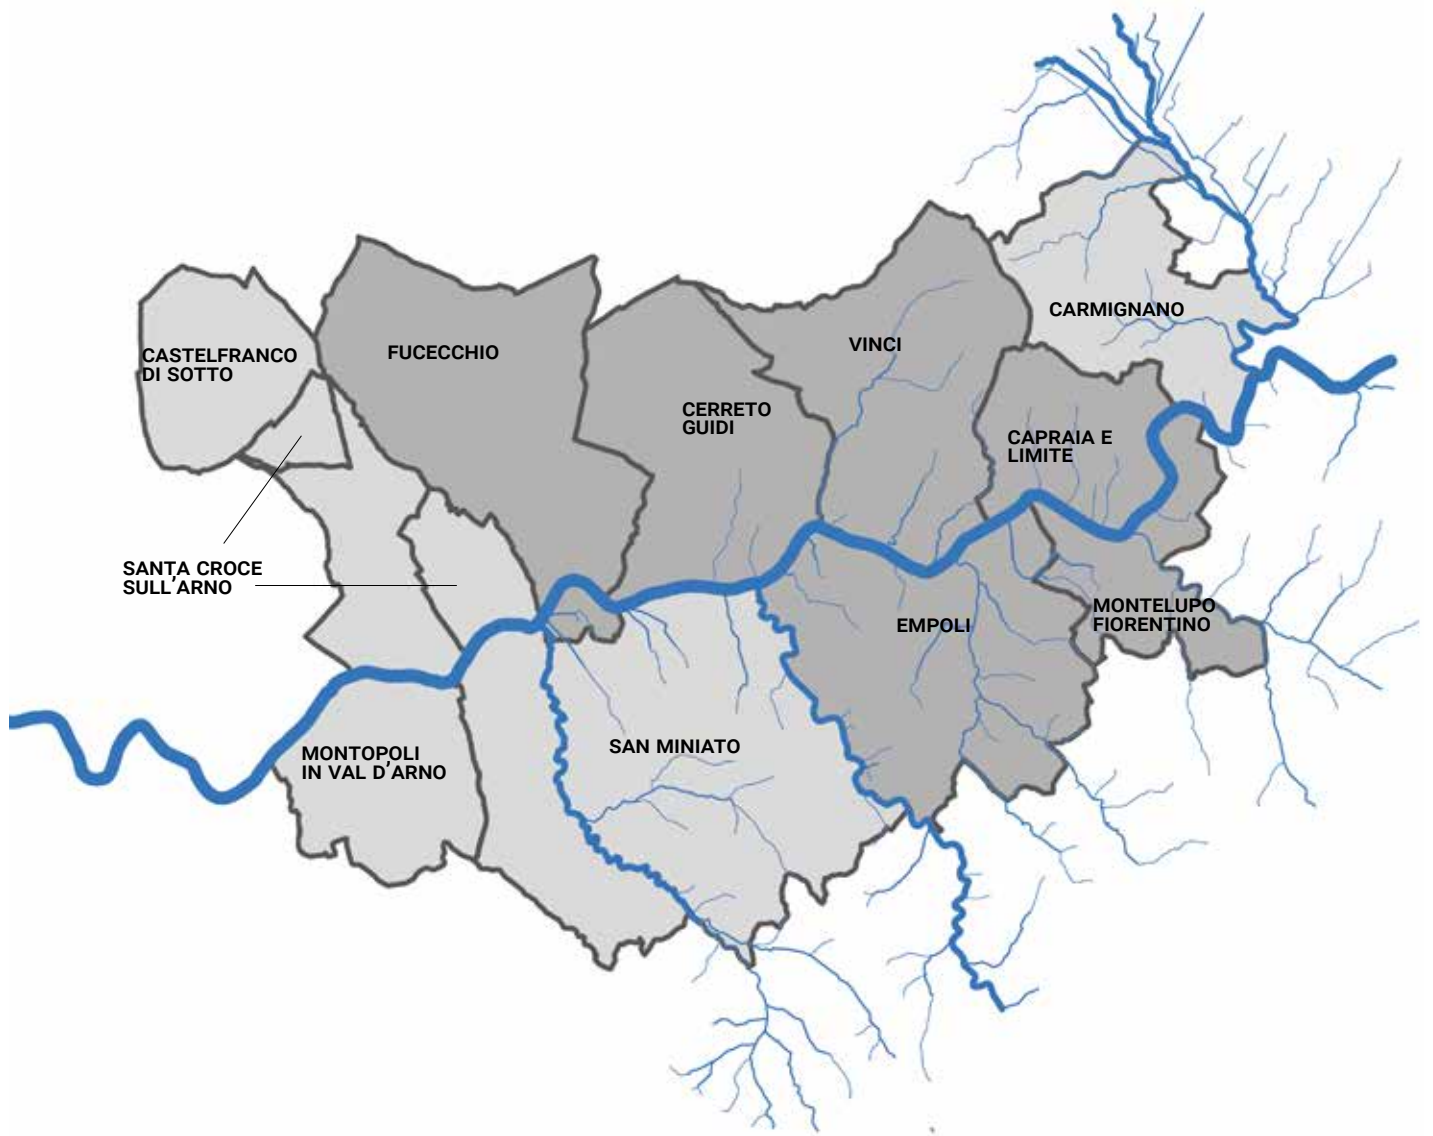 CARMIGNANO
VINCI
FUCECCHIO
CASTELFRANCO
DI SOTTO
CERRETO
GUIDI
CAPRAIA E
LIMITE
SANTA CROCE
SULL'ARNO
MONTELUPO
FIORENTINO
EMPOLI
SAN MINIATO
MONTOPOLI
IN VAL D'ARNO